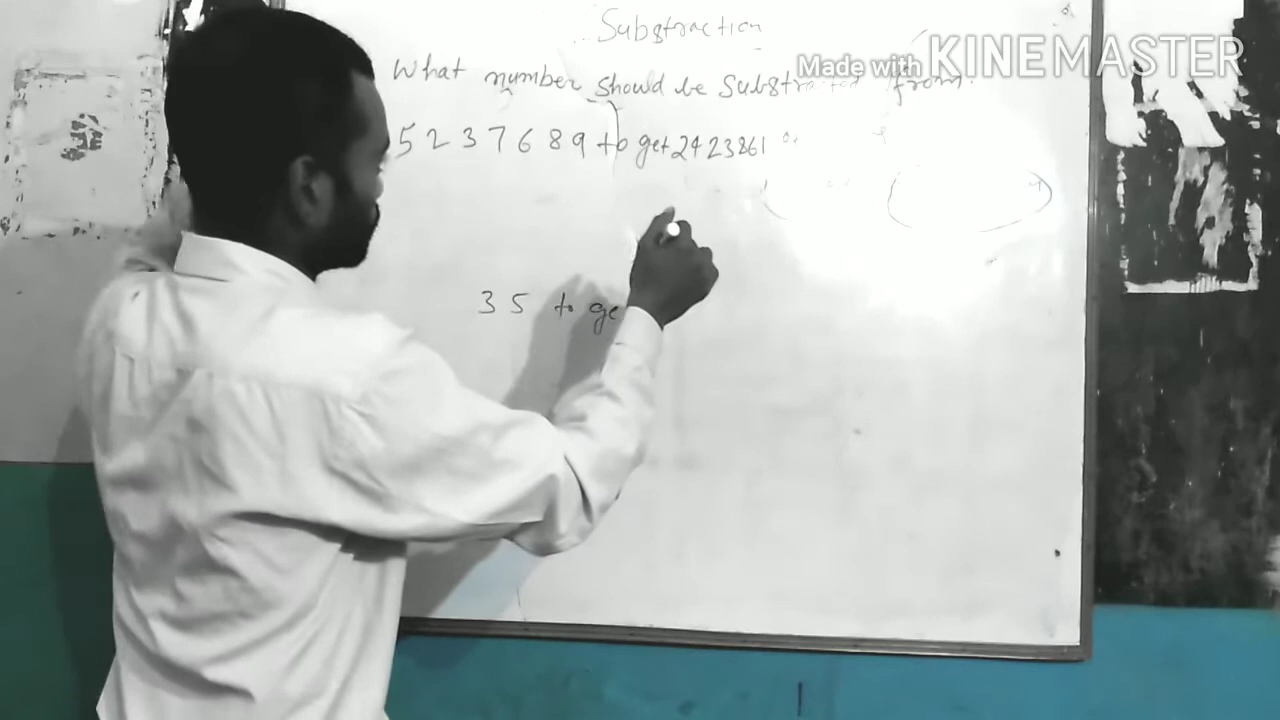 Substraction
Made with KINEMASTER
What number should be Substracted from
5237689 to get 2423861
35 to ge